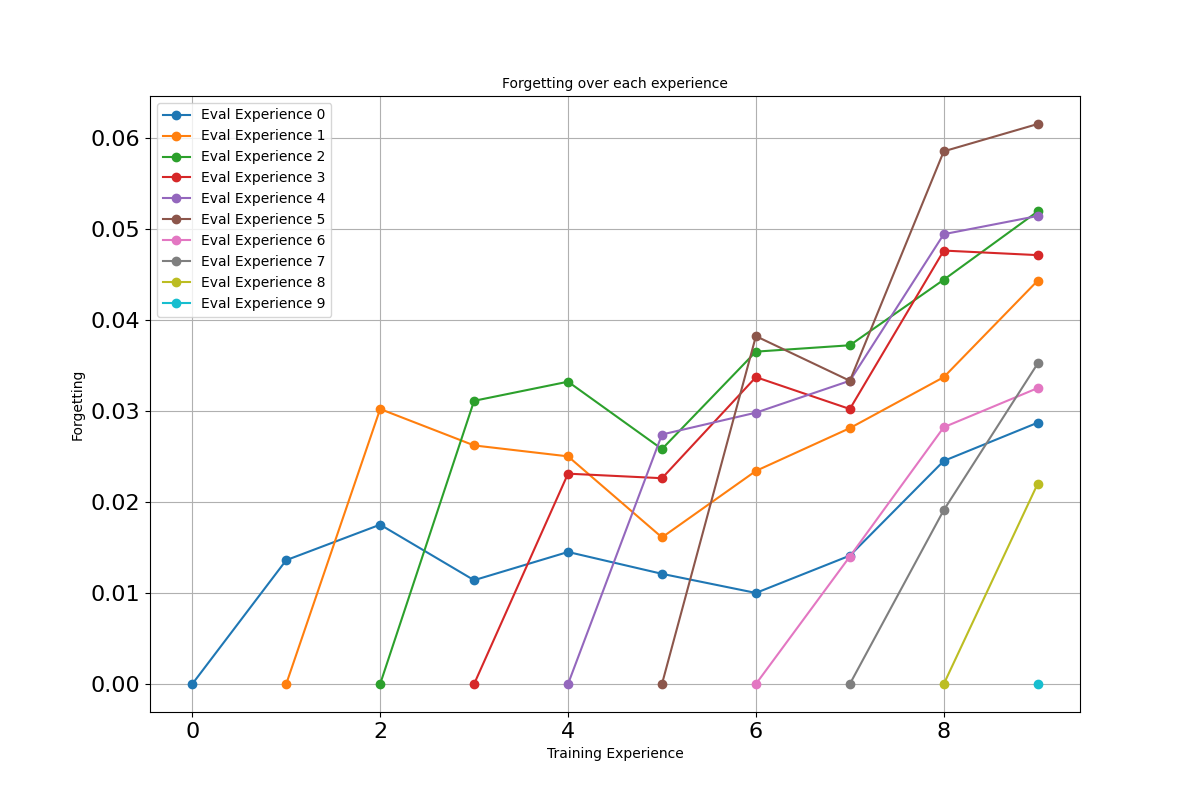 Forgetting over each experience
Eval Experience 0
Eval Experience 1
Eval Experience 2
Eval Experience 3
Eval Experience 4
Eval Experience 5
Eval Experience 6
Eval Experience 7
Eval Experience 8
Eval Experience 9
0.06
0.05
0.04
0.03
0.02
0.01
0.00
Forgetting
0 2 4 6 8
Training Experience